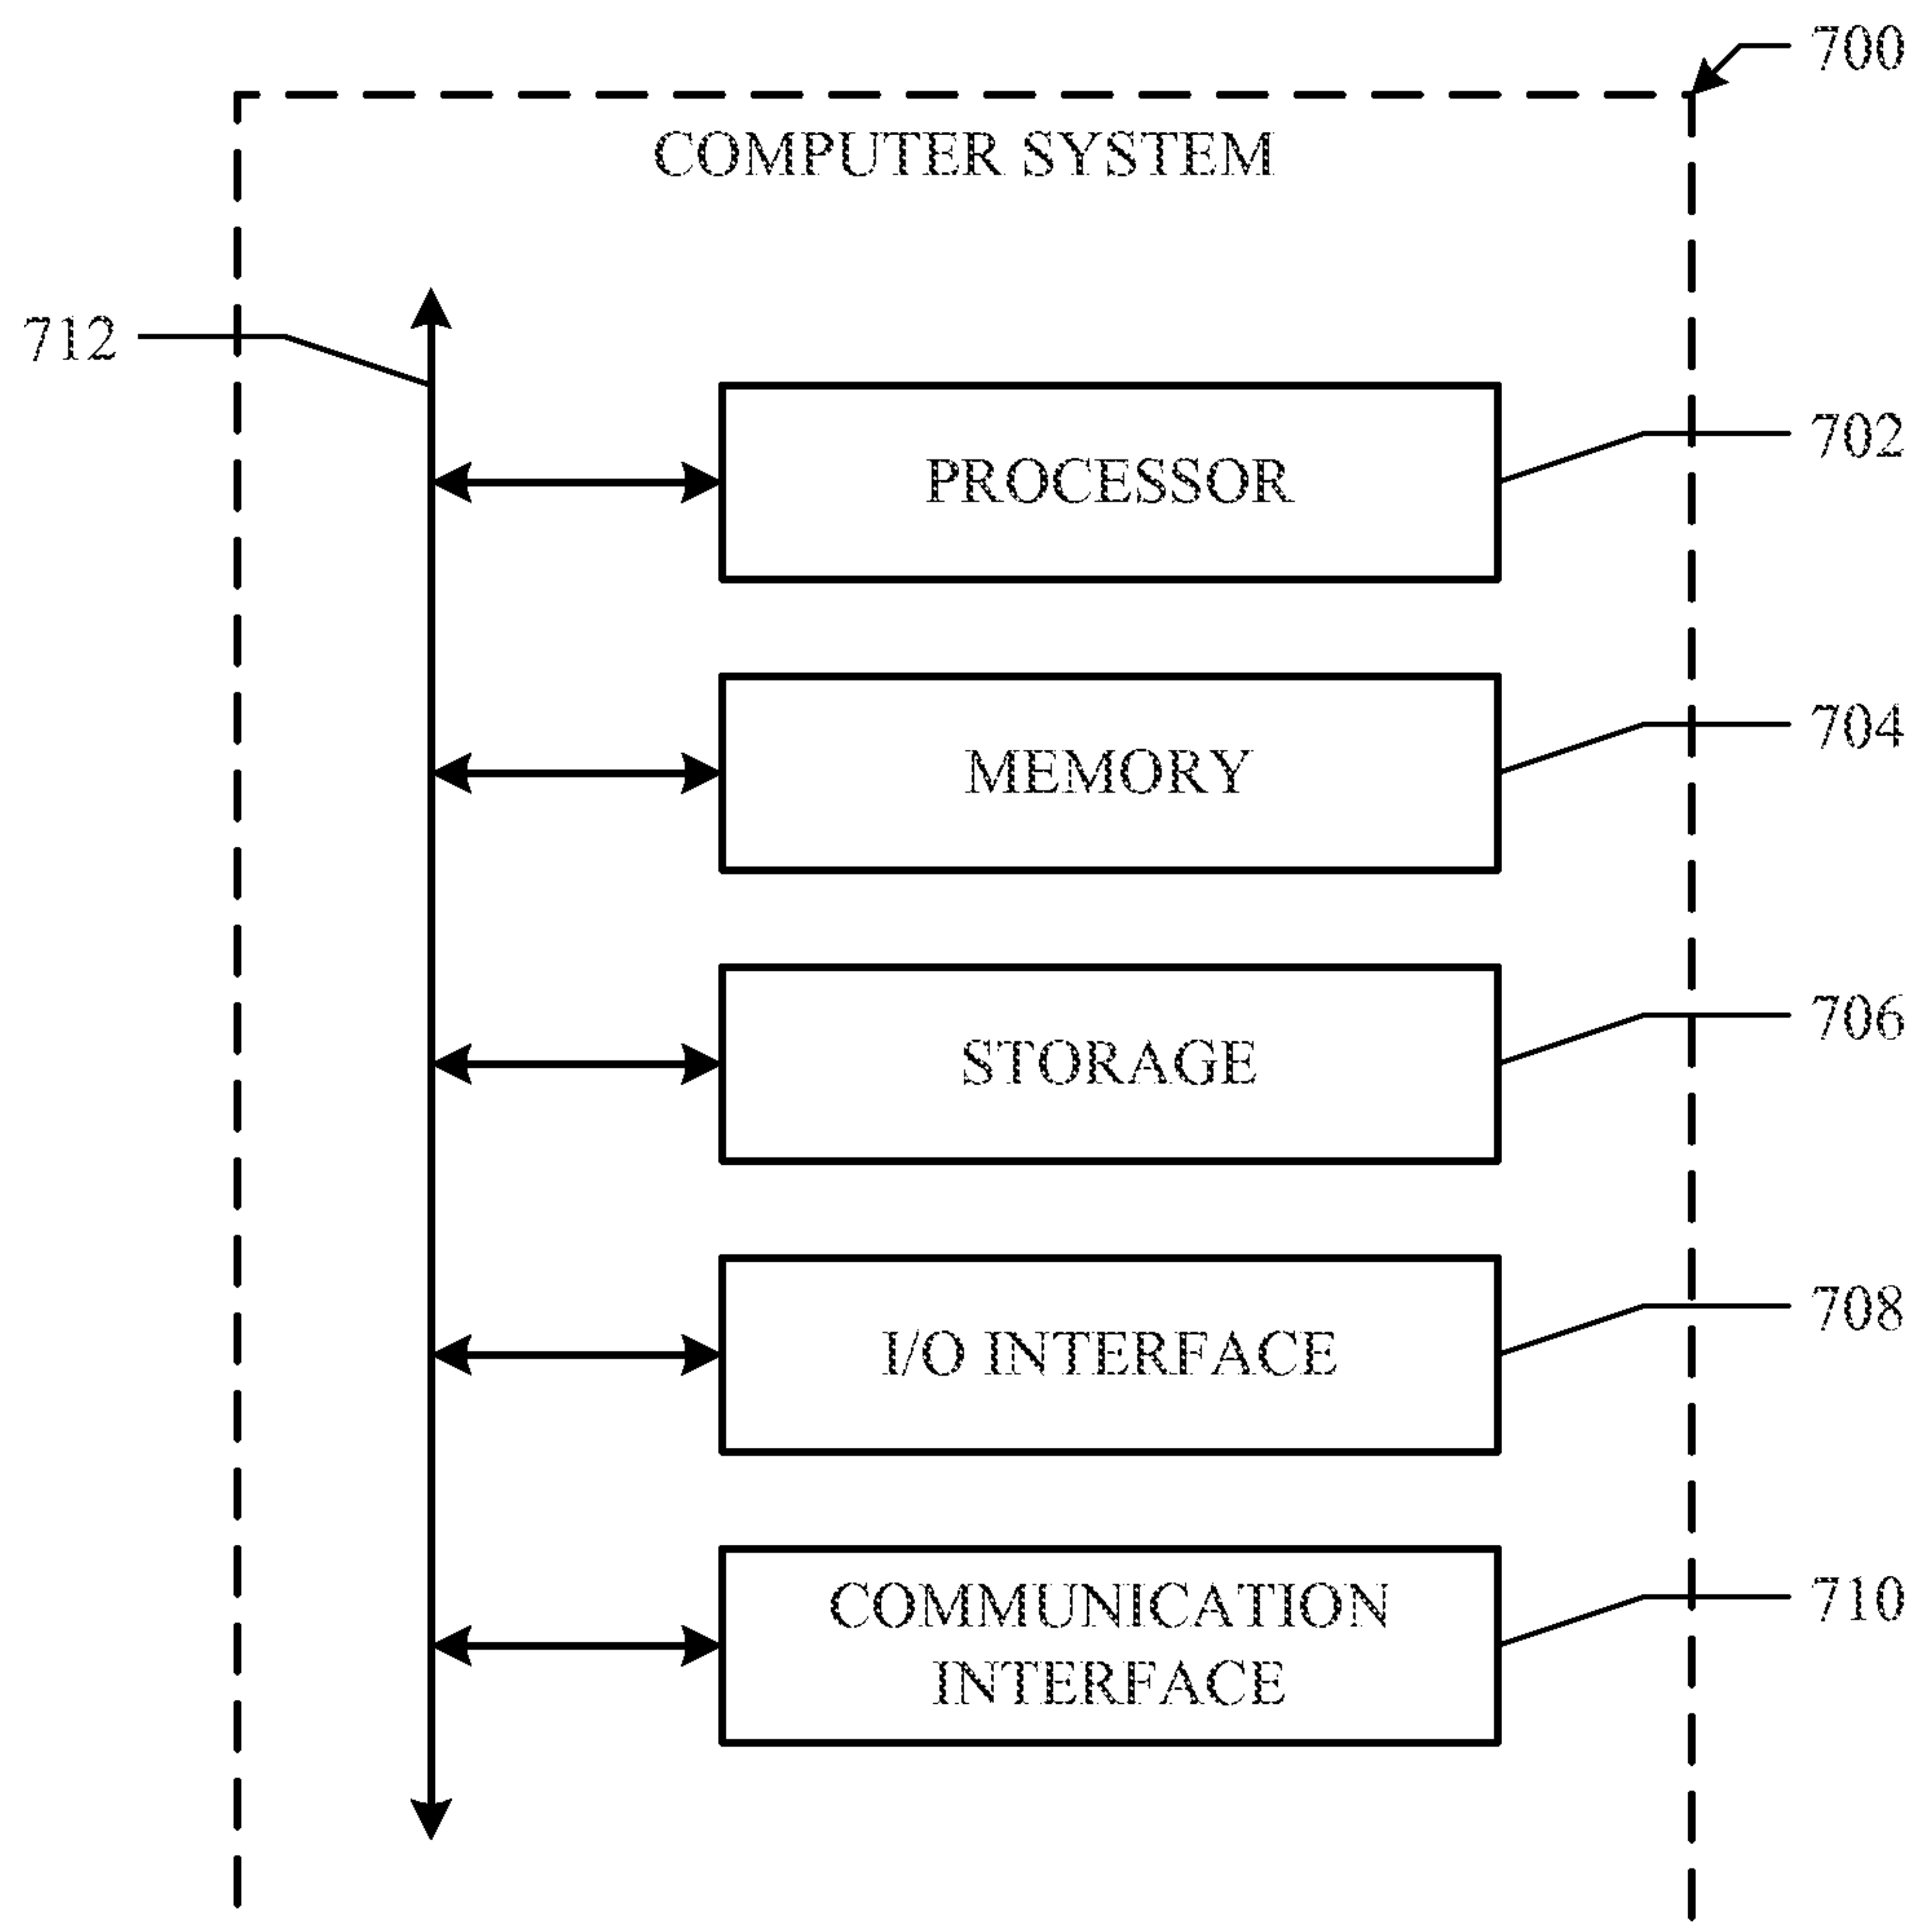 700
COMPUTER SYSTEM
712
702
PROCESSOR
704
MEMORY
706
STORAGE
708
I/O INTERFACE
710
COMMUNICATION
INTERFACE